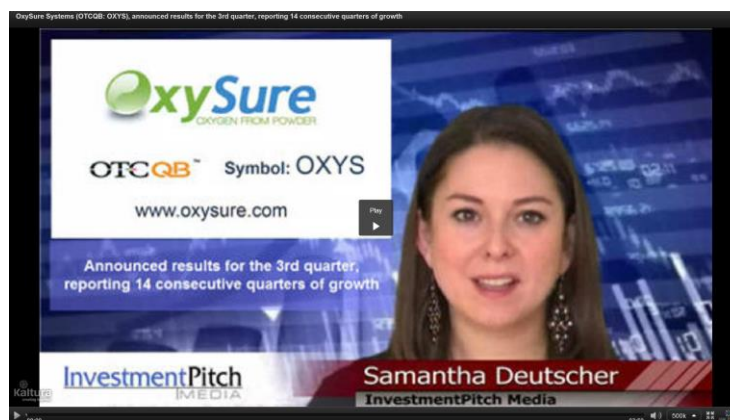 OxySure Systems (OTCQB: OXYS), announced results for the 3rd quarter, reporting 14 consecutive quarters of growth
OxySure
OXYGEN FROM POWDER
OTCQB™ Symbol: OXYS
www.oxysure.com
Play
Announced results for the 3rd quarter,
reporting 14 consecutive quarters of growth
InvestmentPitch
MEDIA
Samantha Deutscher
InvestmentPitch Media
Kaltura
500k